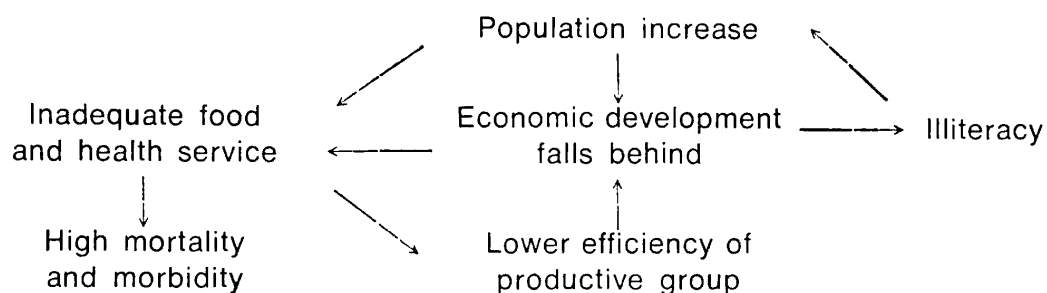 Population increase
Inadequate food
and health service
Economic development
falls behind
Illiteracy
High mortality
and morbidity
Lower efficiency of
productive group